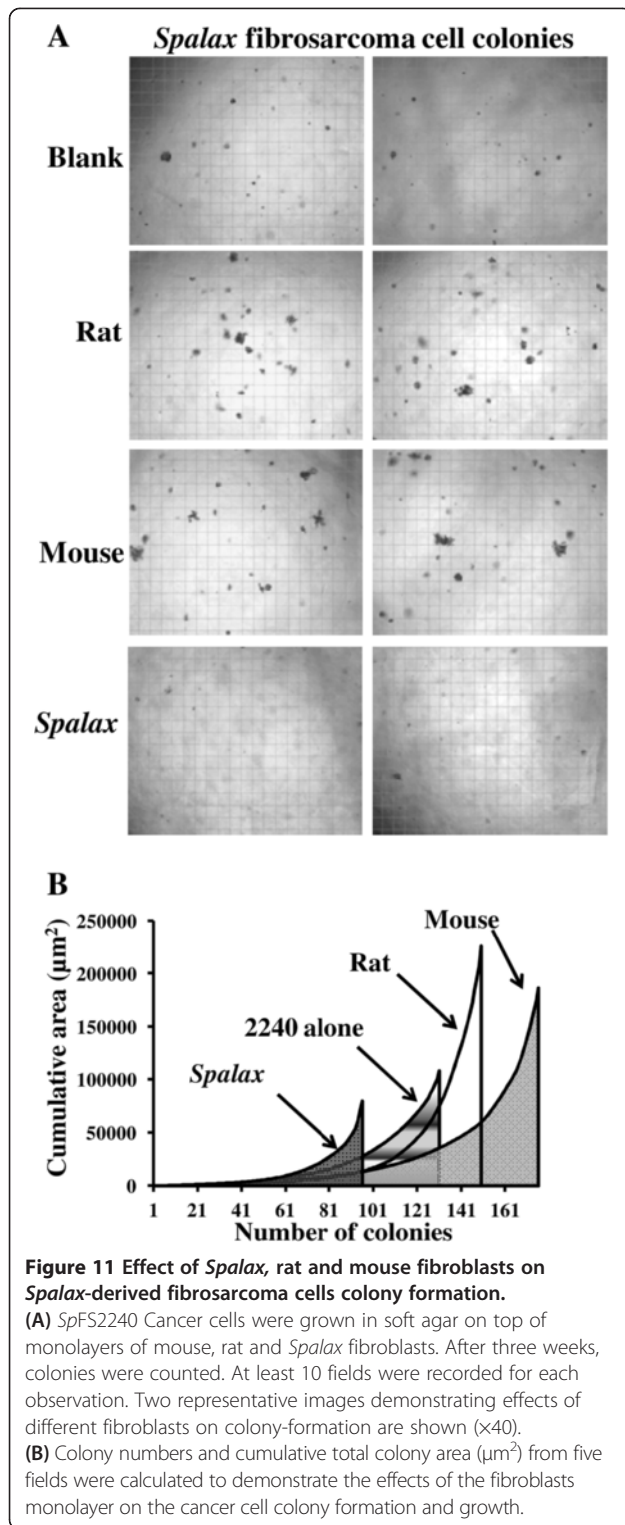 A
Spalax fibrosarcoma cell colonies
Blank
Rat
Mouse
Spalax
B
Cumulative area (µm²)
250000
200000
150000
100000
50000
0
Spalax
2240 alone
Rat
Mouse
1 21 41 61 81 101 121 141 161
Number of colonies
Figure 11 Effect of Spalax, rat and mouse fibroblasts on
Spalax-derived fibrosarcoma cells colony formation.
(A) SpFS2240 Cancer cells were grown in soft agar on top of
monolayers of mouse, rat and Spalax fibroblasts. After three weeks,
colonies were counted. At least 10 fields were recorded for each
observation. Two representative images demonstrating effects of
different fibroblasts on colony-formation are shown (×40).
(B) Colony numbers and cumulative total colony area (µm²) from five
fields were calculated to demonstrate the effects of the fibroblasts
monolayer on the cancer cell colony formation and growth.